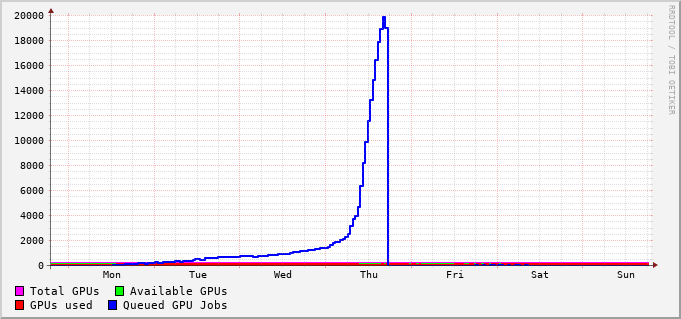 20000
18000
16000
14000
12000
10000
8000
6000
4000
2000
0
Mon Tue Wed Thu Fri Sat Sun
Total GPUs Available GPUs
GPUs used Queued GPU Jobs
RRDTOOL / TOBI OETIKER